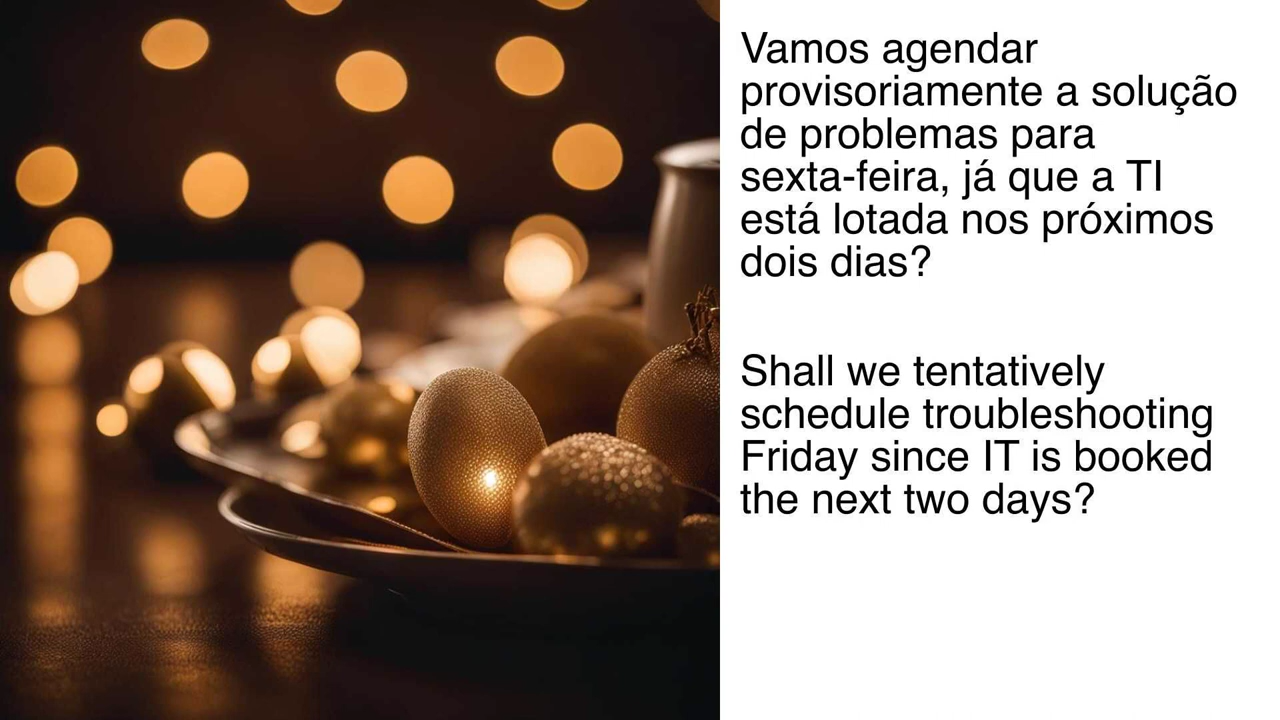 Vamos agendar
provisoriamente a solução
de problemas para
sexta-feira, já que a TI
está lotada nos próximos
dois dias?
Shall we tentatively
schedule troubleshooting
Friday since IT is booked
the next two days?